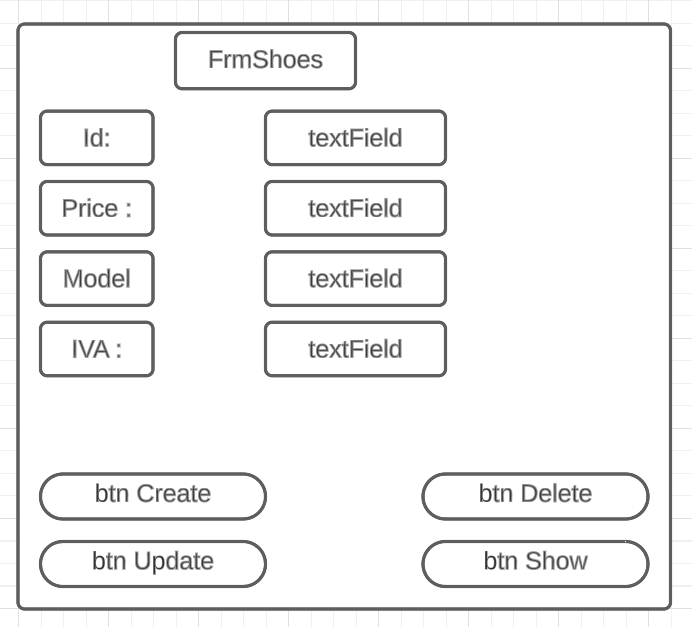 FrmShoes
Id: textField
Price : textField
Model textField
IVA : textField
btn Create btn Delete
btn Update btn Show